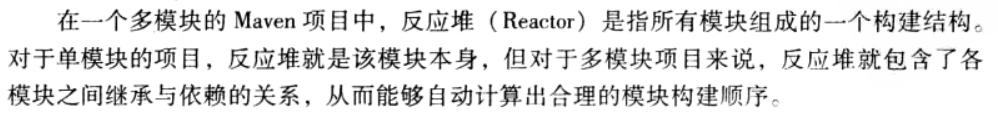 在一个多模块的 Maven 项目中，反应堆（Reactor）是指所有模块组成的一个构建结构。
对于单模块的项目，反应堆就是该模块本身，但对于多模块项目来说，反应堆就包含了各
模块之间继承与依赖的关系，从而能够自动计算出合理的模块构建顺序。